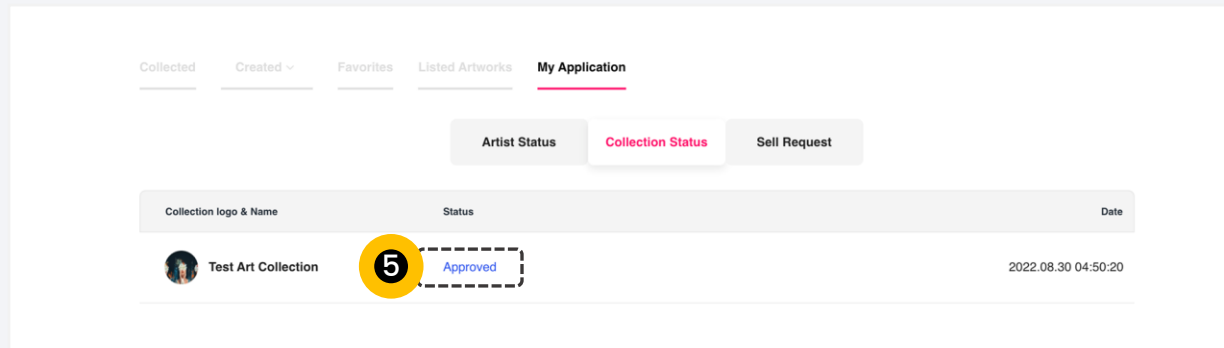 Collected Created Favorites Listed Artworks My Application
Artist Status Collection Status Sell Request
Collection logo & Name Status Date
Test Art Collection 5 Approved 2022.08.30 04:50:20